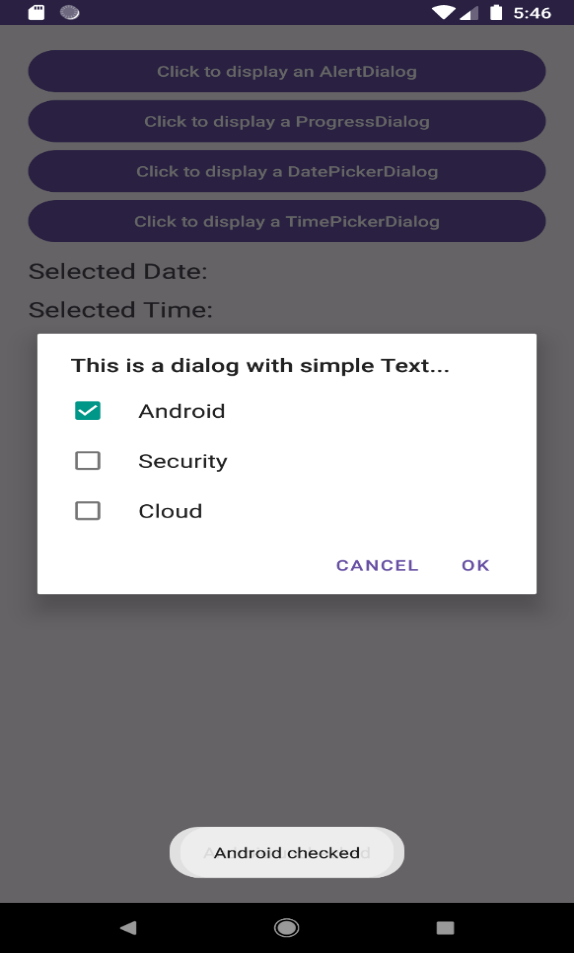 5:46
Click to display an AlertDialog
Click to display a ProgressDialog
Click to display a DatePickerDialog
Click to display a TimePickerDialog
Selected Date:
Selected Time:
This is a dialog with simple Text...
Android
Security
Cloud
CANCEL OK
Android checked